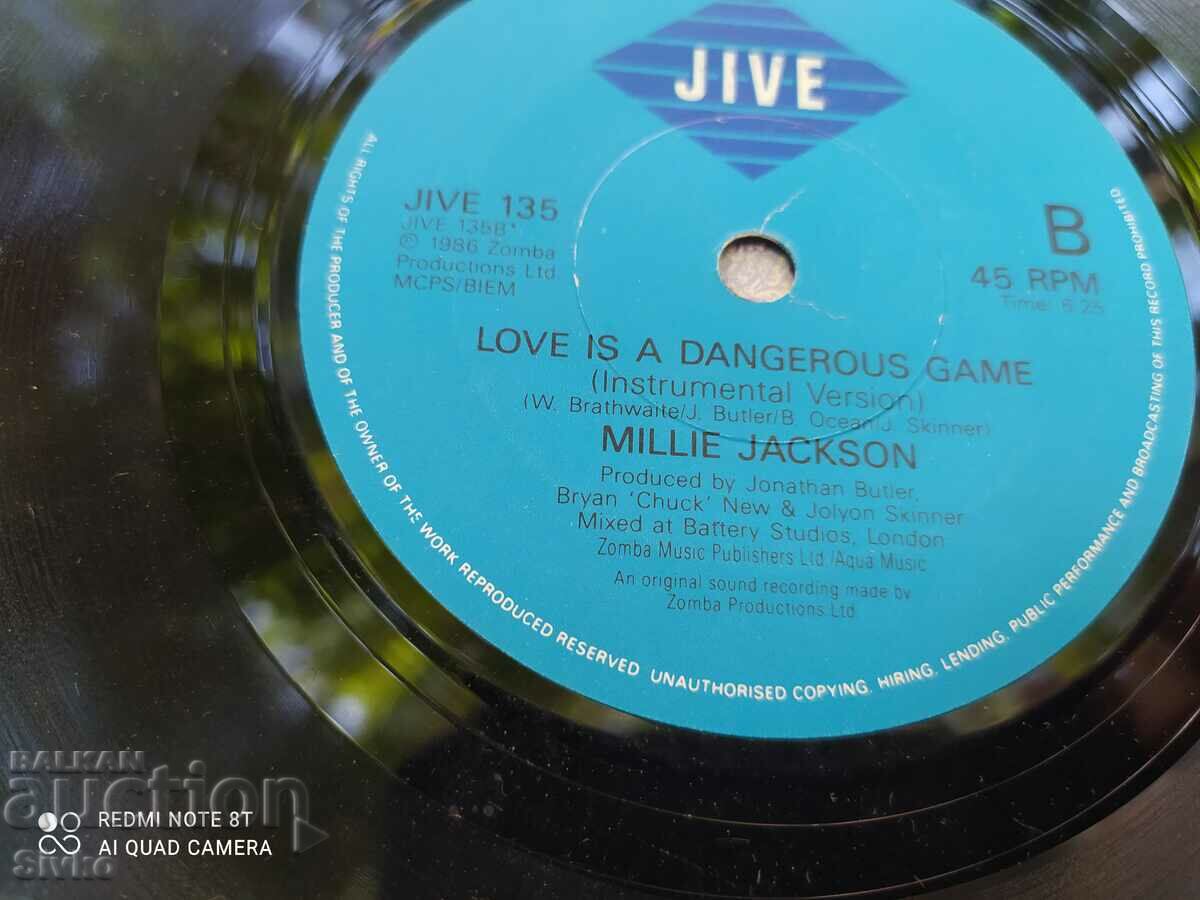 JIVE
JIVE 135
JIVE 135B*
℗ 1986 Zomba
Productions Ltd
MCPS/BIEM
B
45 RPM
Time: 6.25
LOVE IS A DANGEROUS GAME
(Instrumental Version)
(W. Brathwaite/J. Butler/B. Ocean/J. Skinner)
MILLIE JACKSON
Produced by Jonathan Butler,
Bryan 'Chuck' New & Jolyon Skinner
Mixed at Battery Studios, London
Zomba Music Publishers Ltd /Aqua Music
An original sound recording made by
Zomba Productions Ltd
ALL RIGHTS OF THE PRODUCER AND OF THE OWNER OF THE WORK REPRODUCED RESERVED UNAUTHORISED COPYING, HIRING, LENDING, PUBLIC PERFORMANCE AND BROADCASTING OF THIS RECORD PROHIBITED
BALKAN
auction
REDMI NOTE 8T
AI QUAD CAMERA
Sivko